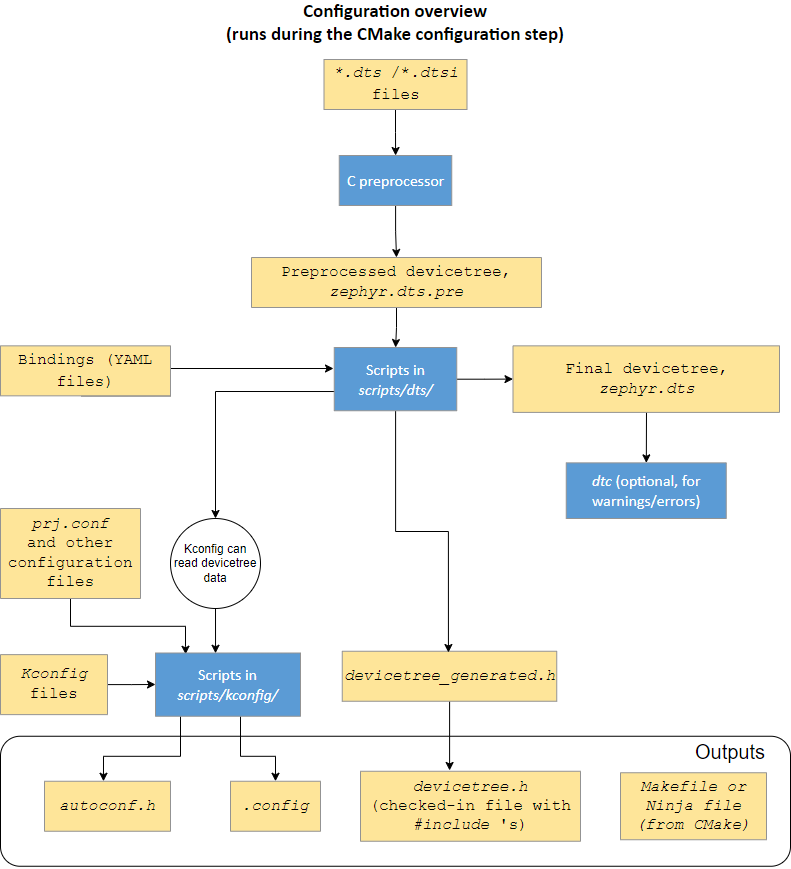 Configuration overview
(runs during the CMake configuration step)
*.dts /*.dtsi
files
C preprocessor
Preprocessed devicetree,
zephyr.dts.pre
Bindings (YAML
files)
Scripts in
scripts/dts/
Final devicetree,
zephyr.dts
dtc (optional, for
warnings/errors)
prj.conf
and other
configuration
files
Kconfig can
read devicetree
data
Kconfig
files
Scripts in
scripts/kconfig/
devicetree_generated.h
Outputs
autoconf.h
.config
devicetree.h
(checked-in file with
#include 's)
Makefile or
Ninja file
(from CMake)